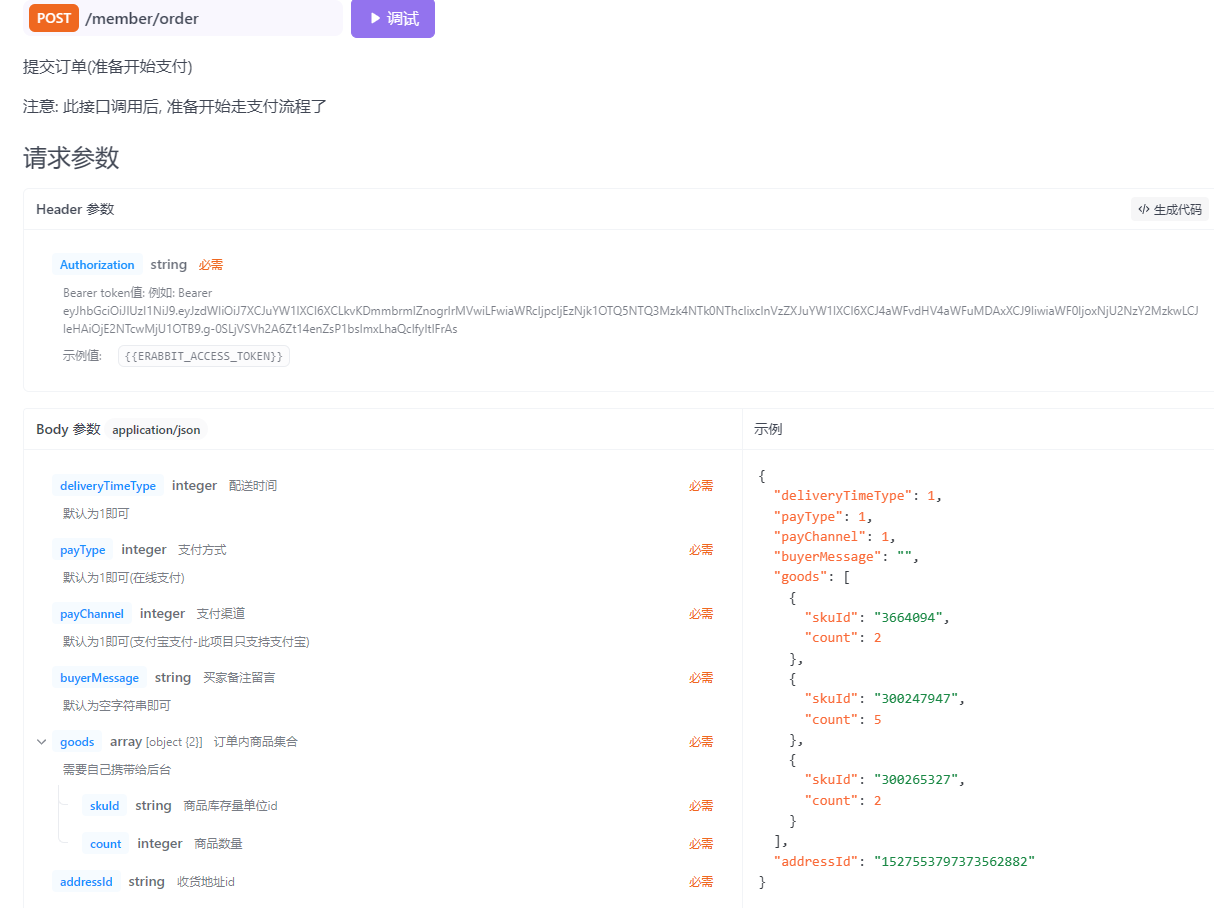 POST /member/order 调试
提交订单(准备开始支付)
注意: 此接口调用后, 准备开始走支付流程了
请求参数
Header 参数 生成代码
Authorization string 必需
Bearer token值: 例如: Bearer
示例值: {{ERABBIT_ACCESS_TOKEN}}
Body 参数 application/json
deliveryTimeType integer 配送时间 必需
默认为1即可
payType integer 支付方式 必需
默认为1即可(在线支付)
payChannel integer 支付渠道 必需
默认为1即可(支付宝支付-此项目只支持支付宝)
buyerMessage string 买家备注留言 必需
默认为空字符串即可
goods array [object {2}] 订单内商品集合 必需
需要自己携带给后台
skuId string 商品库存量单位id 必需
count integer 商品数量 必需
addressId string 收货地址id 必需
示例
{
"deliveryTimeType": 1,
"payType": 1,
"payChannel": 1,
"buyerMessage": "",
"goods": [
{
"skuId": "3664094",
"count": 2
},
{
"skuId": "300247947",
"count": 5
},
{
"skuId": "300265327",
"count": 2
}
],
"addressId": "1527553797373562882"
}